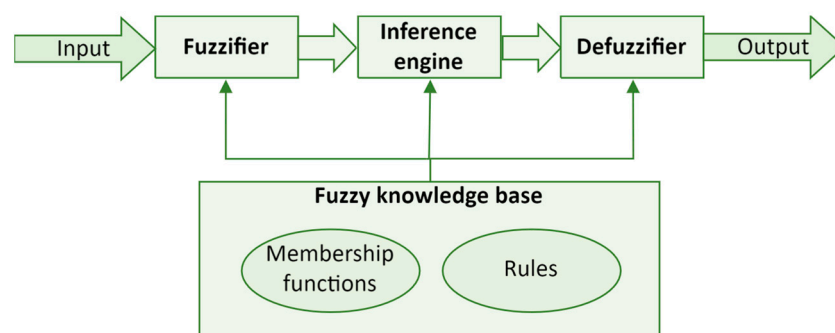 Input
Fuzzifier
Inference
engine
Defuzzifier
Output
Fuzzy knowledge base
Membership
functions
Rules